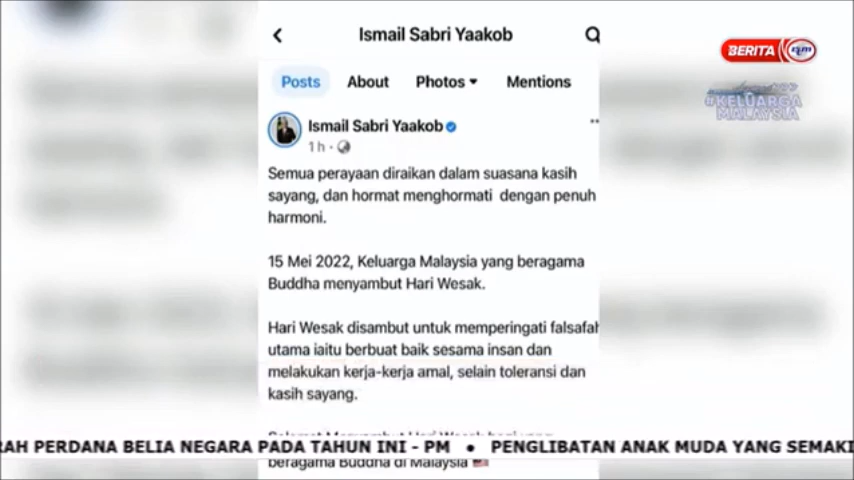 Ismail Sabri Yaakob
BERITA rtm
#KELUARGA
MALAYSIA
Posts About Photos Mentions
Ismail Sabri Yaakob
1 h ·
Semua perayaan diraikan dalam suasana kasih
sayang, dan hormat menghormati dengan penuh
harmoni.
15 Mei 2022, Keluarga Malaysia yang beragama
Buddha menyambut Hari Wesak.
Hari Wesak disambut untuk memperingati falsafah
utama iaitu berbuat baik sesama insan dan
melakukan kerja-kerja amal, selain toleransi dan
kasih sayang.
RAH PERDANA BELIA NEGARA PADA TAHUN INI - PM • PENGLIBATAN ANAK MUDA YANG SEMAKI
beragama Buddha di Malaysia